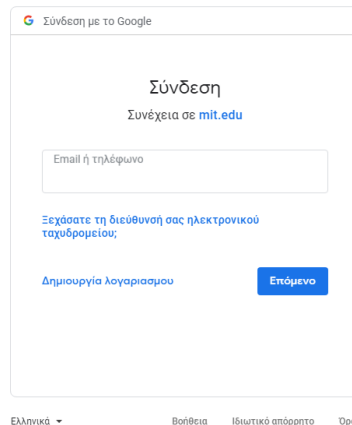 Σύνδεση με το Google
Σύνδεση
Συνέχεια σε mit.edu
Email ή τηλέφωνο
Ξεχάσατε τη διεύθυνσή σας ηλεκτρονικού
ταχυδρομείου;
Δημιουργία λογαριασμου Επόμενο
Ελληνικά Βοήθεια Ιδιωτικό απόρρητο